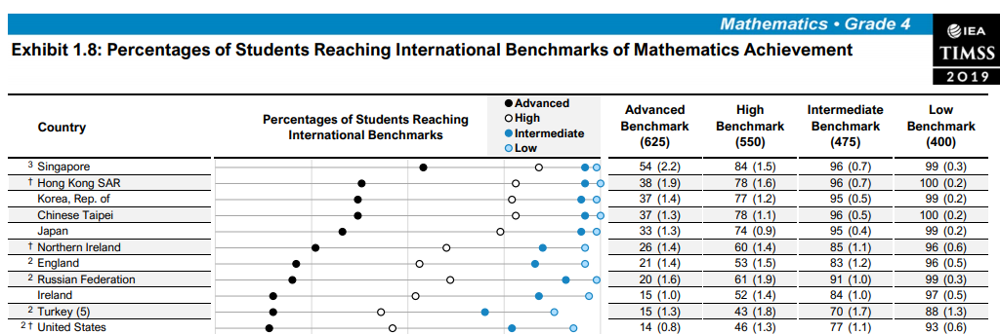 Mathematics • Grade 4
IEA
TIMSS
2019
Exhibit 1.8: Percentages of Students Reaching International Benchmarks of Mathematics Achievement
Country
Percentages of Students Reaching
International Benchmarks
Advanced
High
Intermediate
Low
Advanced
Benchmark
(625)
High
Benchmark
(550)
Intermediate
Benchmark
(475)
Low
Benchmark
(400)
3 Singapore 54 (2.2) 84 (1.5) 96 (0.7) 99 (0.3)
† Hong Kong SAR 38 (1.9) 78 (1.6) 96 (0.7) 100 (0.2)
Korea, Rep. of 37 (1.4) 77 (1.2) 95 (0.5) 99 (0.2)
Chinese Taipei 37 (1.3) 78 (1.1) 96 (0.5) 100 (0.2)
Japan 33 (1.3) 74 (0.9) 95 (0.4) 99 (0.2)
† Northern Ireland 26 (1.4) 60 (1.4) 85 (1.1) 96 (0.6)
2 England 21 (1.4) 53 (1.5) 83 (1.2) 96 (0.5)
2 Russian Federation 20 (1.6) 61 (1.9) 91 (1.0) 99 (0.3)
Ireland 15 (1.0) 52 (1.4) 84 (1.0) 97 (0.5)
2 Turkey (5) 15 (1.3) 43 (1.8) 70 (1.7) 88 (1.3)
2 † United States 14 (0.8) 46 (1.3) 77 (1.1) 93 (0.6)